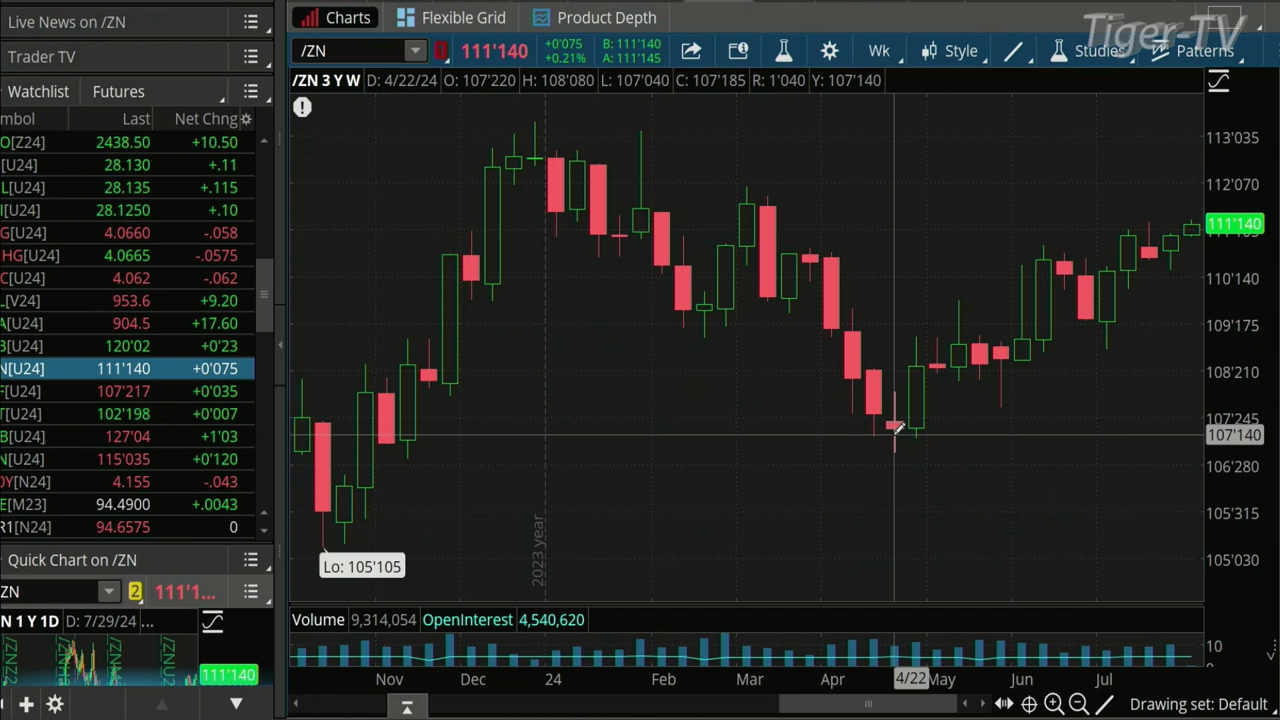 Live News on /ZN
Trader TV
Watchlist Futures
mbol Last Net Chng
O[Z24] 2438.50 +10.50
[U24] 28.130 +.11
L[U24] 28.135 +.115
I[U24] 28.1250 +.10
G[U24] 4.0660 -.058
HG[U24] 4.0665 -.0575
C[U24] 4.062 -.062
L[V24] 953.6 +9.20
A[U24] 904.5 +17.60
B[U24] 120'02 +0'23
N[U24] 111'140 +0'075
F[U24] 107'217 +0'035
T[U24] 102'198 +0'007
B[U24] 127'04 +1'03
N[U24] 115'035 +0'120
0Y[N24] 4.155 -.043
E[M23] 94.4900 +.0043
R1[N24] 94.6575 0
Quick Chart on /ZN
ZN 2 111'1...
N 1 Y 1D D: 7/29/24 ...
/ZNZ2
/ZNU2
111'140
Charts Flexible Grid Product Depth
Tiger-TV
/ZN 111'140 +0'075 B: 111'140
+0.21% A: 111'145
Wk Style Studies Patterns
/ZN 3 Y W D: 4/22/24 O: 107'220 H: 108'080 L: 107'040 C: 107'185 R: 1'040 Y: 107'140
113'035
112'070
111'140
110'140
109'175
108'210
107'245
107'140
106'280
105'315
105'030
2023 year
Lo: 105'105
Volume 9,314,054 OpenInterest 4,540,620
10
0
Nov Dec 24 Feb Mar Apr 4/22 May Jun Jul
Drawing set: Default